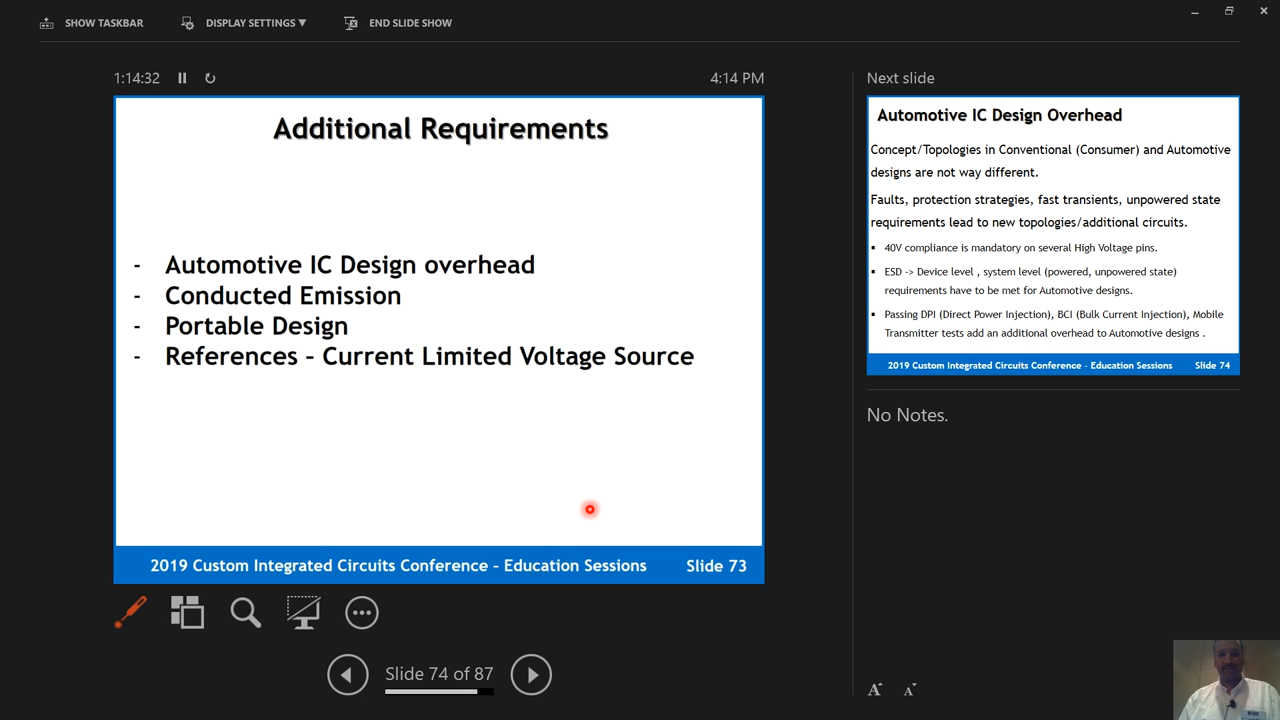 SHOW TASKBAR
DISPLAY SETTINGS ▼
END SLIDE SHOW
1:14:32
4:14 PM
Additional Requirements
- Automotive IC Design overhead
- Conducted Emission
- Portable Design
- References – Current Limited Voltage Source
2019 Custom Integrated Circuits Conference – Education Sessions Slide 73
Slide 74 of 87
Next slide
Automotive IC Design Overhead
Concept/Topologies in Conventional (Consumer) and Automotive
designs are not way different.
Faults, protection strategies, fast transients, unpowered state
requirements lead to new topologies/additional circuits.
▪ 40V compliance is mandatory on several High Voltage pins.
▪ ESD -> Device level , system level (powered, unpowered state)
requirements have to be met for Automotive designs.
▪ Passing DPI (Direct Power Injection), BCI (Bulk Current Injection), Mobile
Transmitter tests add an additional overhead to Automotive designs .
2019 Custom Integrated Circuits Conference – Education Sessions Slide 74
No Notes.
A A